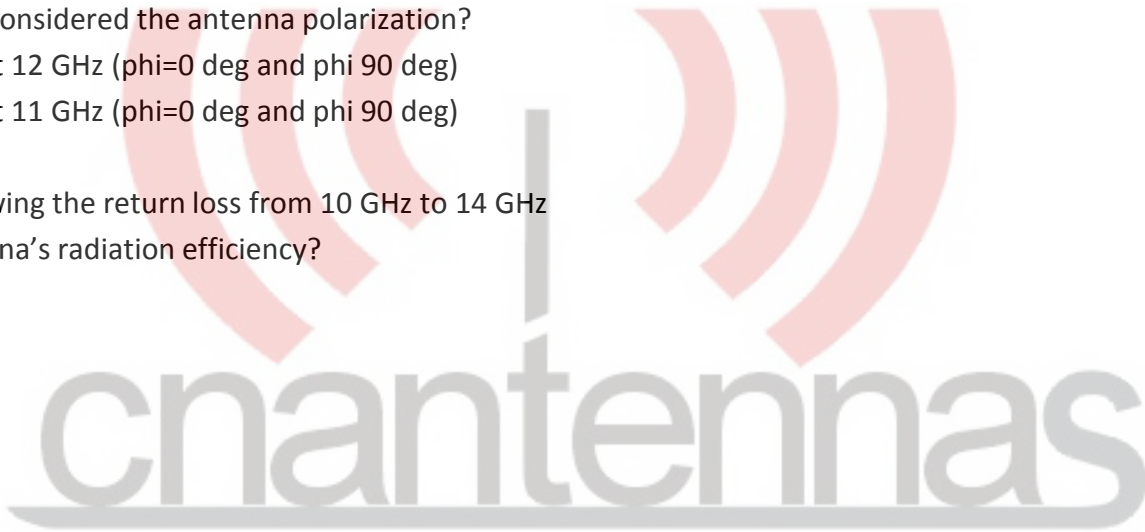 onsidered the antenna polarization?
t 12 GHz (phi=0 deg and phi 90 deg)
t 11 GHz (phi=0 deg and phi 90 deg)
ving the return loss from 10 GHz to 14 GHz
na’s radiation efficiency?
cnantennas